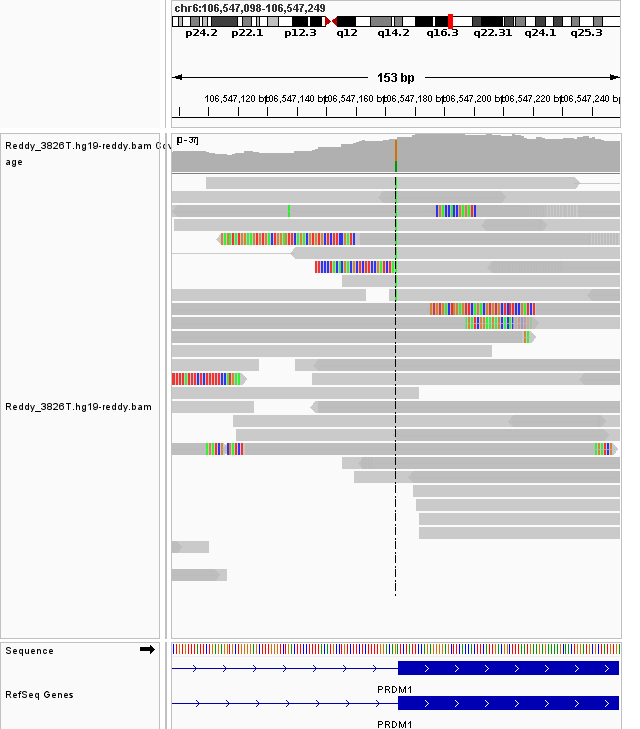 chr6:106,547,098-106,547,249
p24.2 p22.1 p12.3 q12 q14.2 q16.3 q22.31 q24.1 q25.3
153 bp
106,547,120 bp 106,547,140 bp 106,547,160 bp 106,547,180 bp 106,547,200 bp 106,547,220 bp 106,547,240 bp
Reddy_3826T.hg19-reddy.bam Cov
age
[0 - 37]
Reddy_3826T.hg19-reddy.bam
Sequence
RefSeq Genes
PRDM1
PRDM1